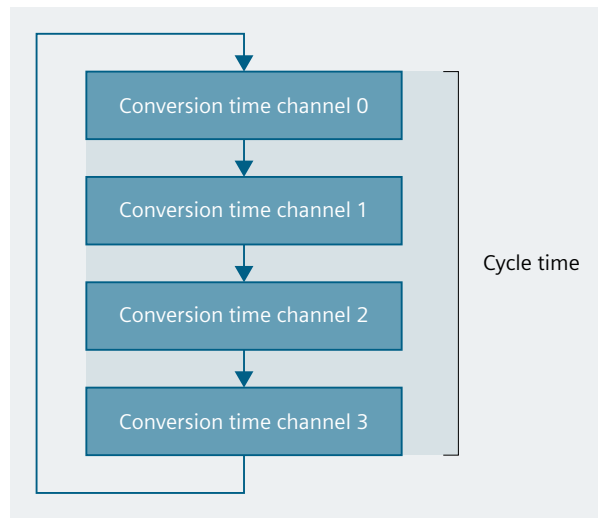 Conversion time channel 0
Conversion time channel 1
Cycle time
Conversion time channel 2
Conversion time channel 3